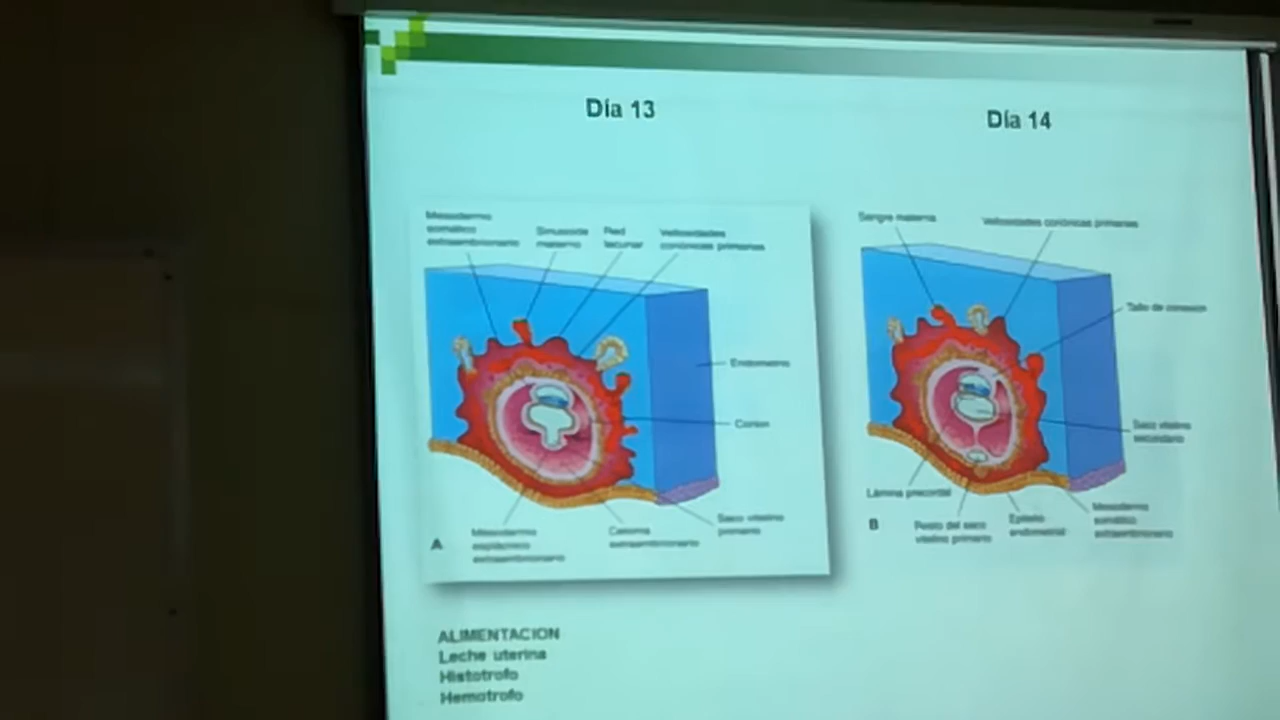 Día 13
Día 14
Mesodermo
somático
extraembrionario
Sinusoide
materno
Red
lacunar
Vellosidades
coriónicas primarias
Endometrio
Corion
Mesodermo
esplácnico
extraembrionario
Celoma
extraembrionario
Saco vitelino
primario
A
Sangre materna
Vellosidades coriónicas primarias
Tallo de conexión
Saco vitelino
secundario
Lámina precordal
B
Resto del saco
vitelino primario
Epitelio
endometrial
Mesodermo
somático
extraembrionario
ALIMENTACION
Leche uterina
Histotrofo
Hemotrofo